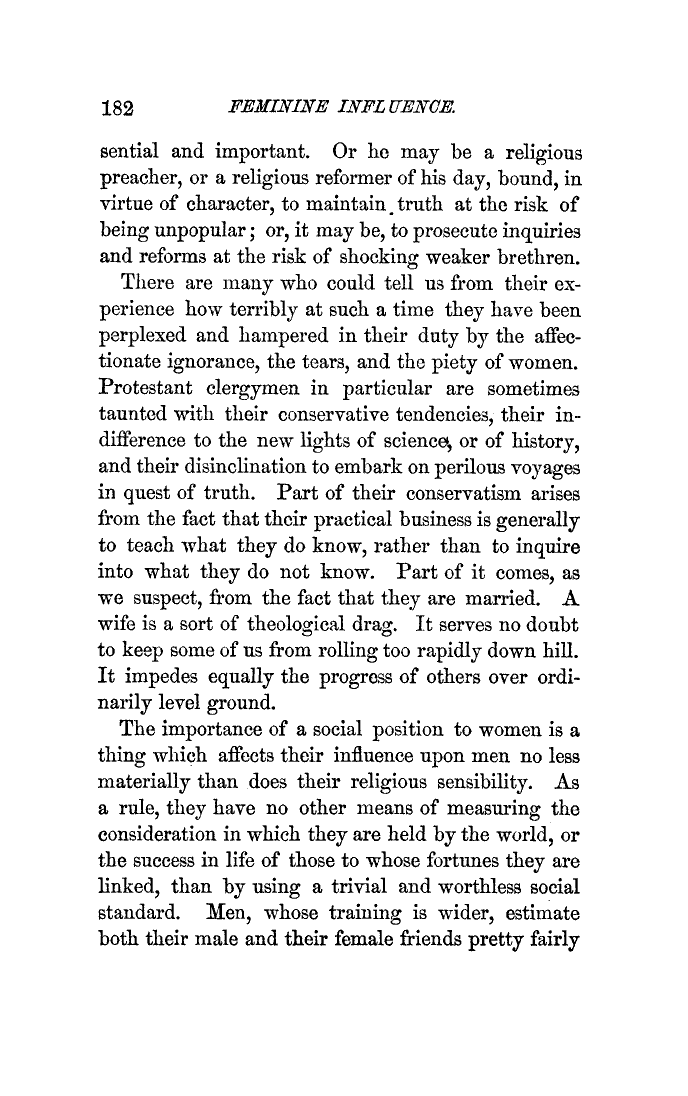 182 FEMININE INFLUENCE.
sential and important. Or he may be a religious
preacher, or a religious reformer of his day, bound, in
virtue of character, to maintain truth at the risk of
being unpopular; or, it may be, to prosecute inquiries
and reforms at the risk of shocking weaker brethren.
There are many who could tell us from their ex-
perience how terribly at such a time they have been
perplexed and hampered in their duty by the affec-
tionate ignorance, the tears, and the piety of women.
Protestant clergymen in particular are sometimes
taunted with their conservative tendencies, their in-
difference to the new lights of science, or of history,
and their disinclination to embark on perilous voyages
in quest of truth. Part of their conservatism arises
from the fact that their practical business is generally
to teach what they do know, rather than to inquire
into what they do not know. Part of it comes, as
we suspect, from the fact that they are married. A
wife is a sort of theological drag. It serves no doubt
to keep some of us from rolling too rapidly down hill.
It impedes equally the progress of others over ordi-
narily level ground.
The importance of a social position to women is a
thing which affects their influence upon men no less
materially than does their religious sensibility. As
a rule, they have no other means of measuring the
consideration in which they are held by the world, or
the success in life of those to whose fortunes they are
linked, than by using a trivial and worthless social
standard. Men, whose training is wider, estimate
both their male and their female friends pretty fairly